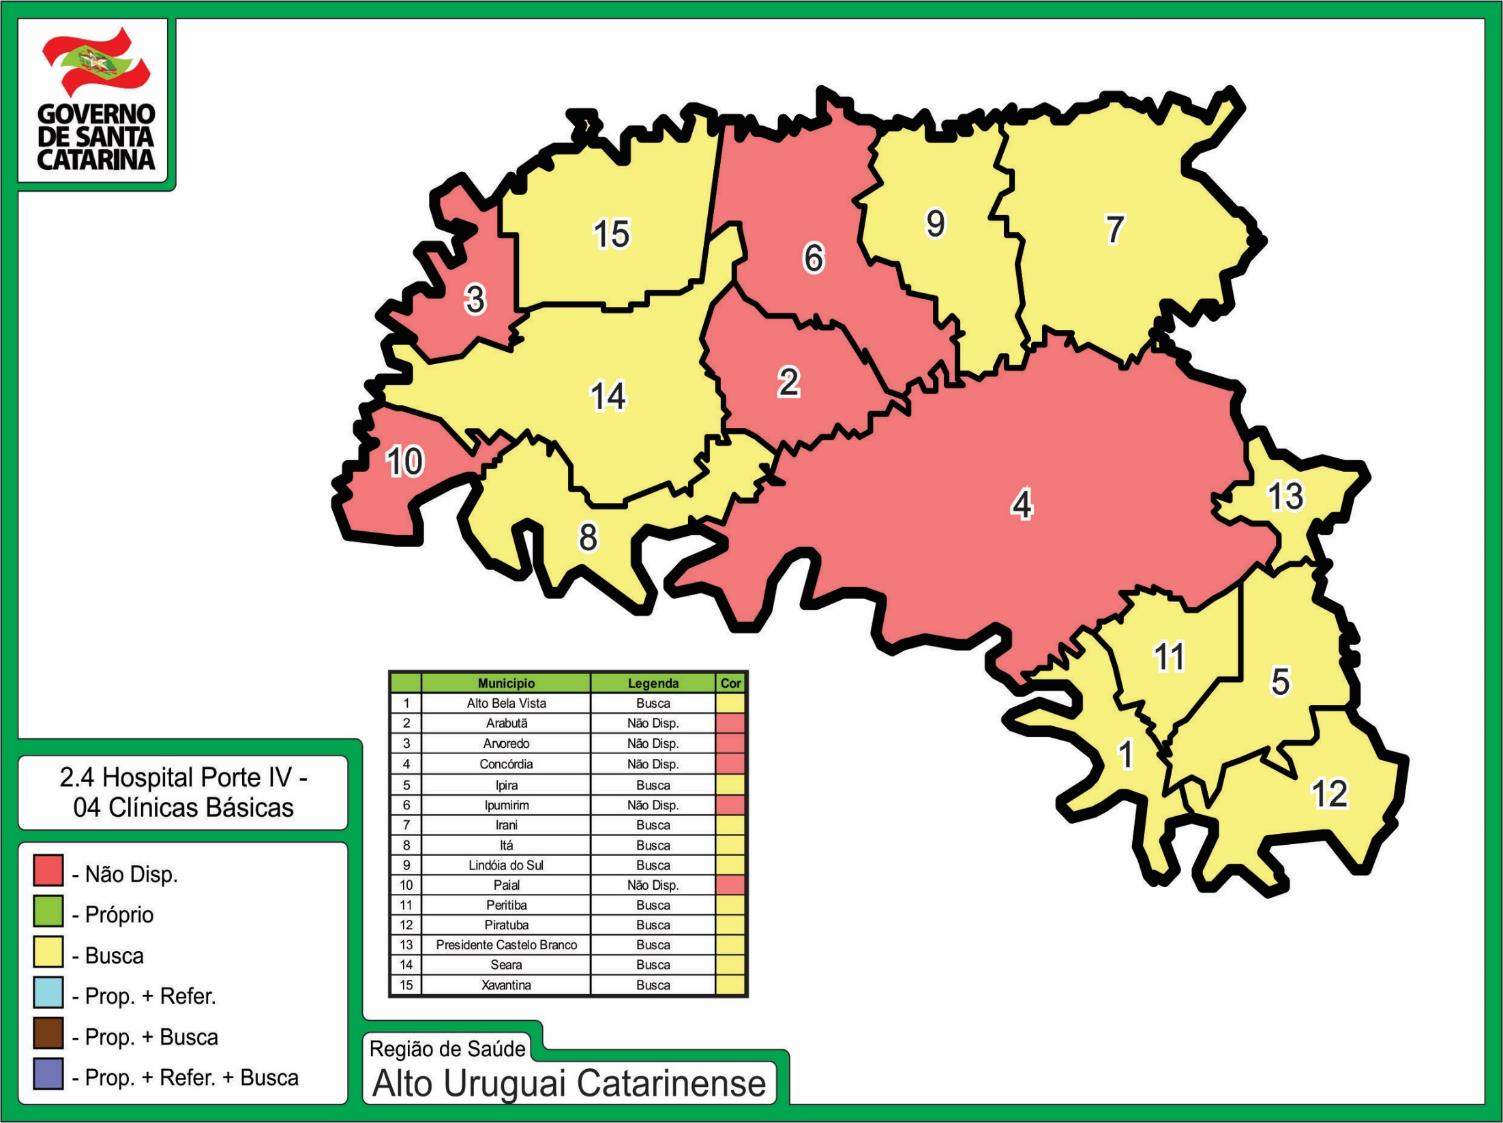 GOVERNO
DE SANTA
CATARINA
15
9
7
6
3
2
14
10
4
13
8
11
5
1
12
Município Legenda Cor
1 Alto Bela Vista Busca
2 Arabutã Não Disp.
3 Arvoredo Não Disp.
4 Concórdia Não Disp.
5 Ipira Busca
6 Ipumirim Não Disp.
7 Irani Busca
8 Itá Busca
9 Lindóia do Sul Busca
10 Paial Não Disp.
11 Peritiba Busca
12 Piratuba Busca
13 Presidente Castelo Branco Busca
14 Seara Busca
15 Xavantina Busca
2.4 Hospital Porte IV -
04 Clínicas Básicas
- Não Disp.
- Próprio
- Busca
- Prop. + Refer.
- Prop. + Busca
- Prop. + Refer. + Busca
Região de Saúde
Alto Uruguai Catarinense